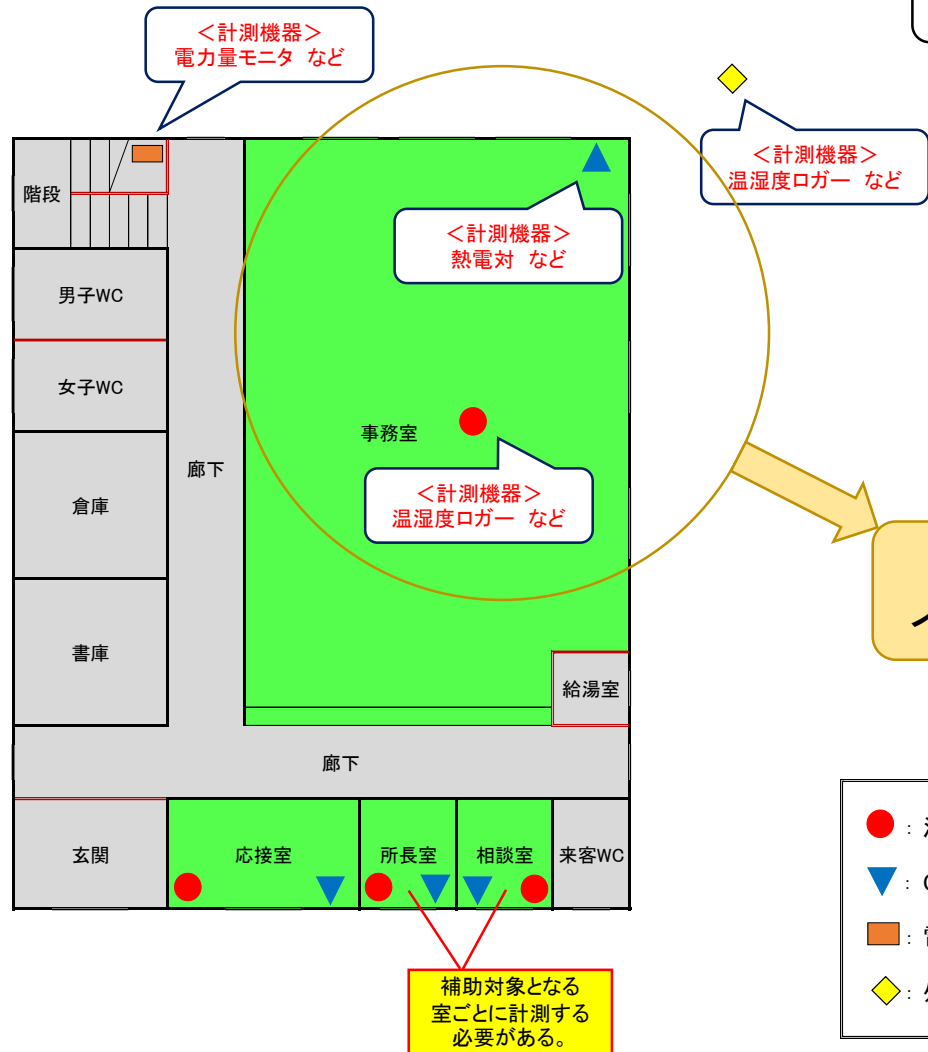 ＜計測機器＞
電力量モニタ など
＜計測機器＞
温湿度ロガー など
階段
＜計測機器＞
熱電対 など
男子WC
女子WC
事務室
廊下
＜計測機器＞
温湿度ロガー など
倉庫
書庫
給湯室
廊下
玄関
応接室
所長室
相談室
来客WC
補助対象となる
室ごとに計測する
必要がある。
：
：
：
：